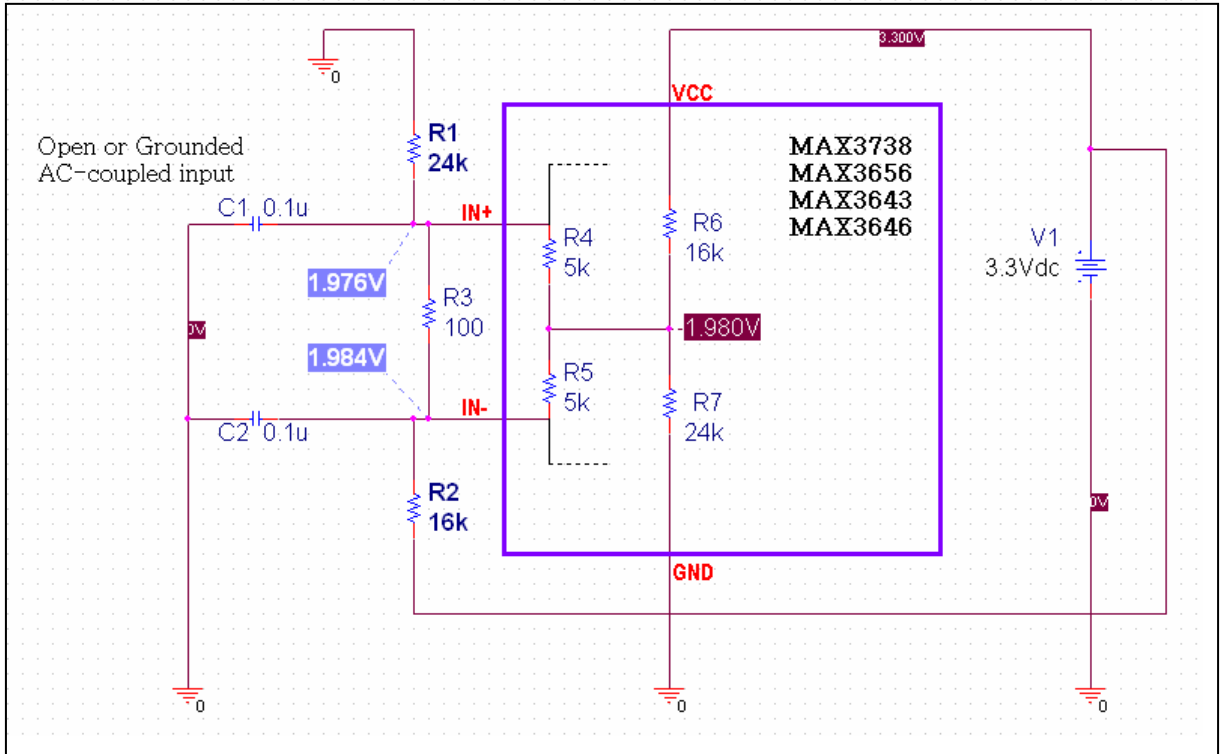 3.300V
0
VCC
R1
24k
Open or Grounded
AC-coupled input
MAX3738
MAX3656
MAX3643
MAX3646
C1 0.1u
IN+
R4
5k
R6
16k
V1
3.3Vdc
1.976V
R3
100
0V
1.980V
1.984V
R5
5k
R7
24k
IN-
C2 0.1u
R2
16k
0V
GND
0
0
0